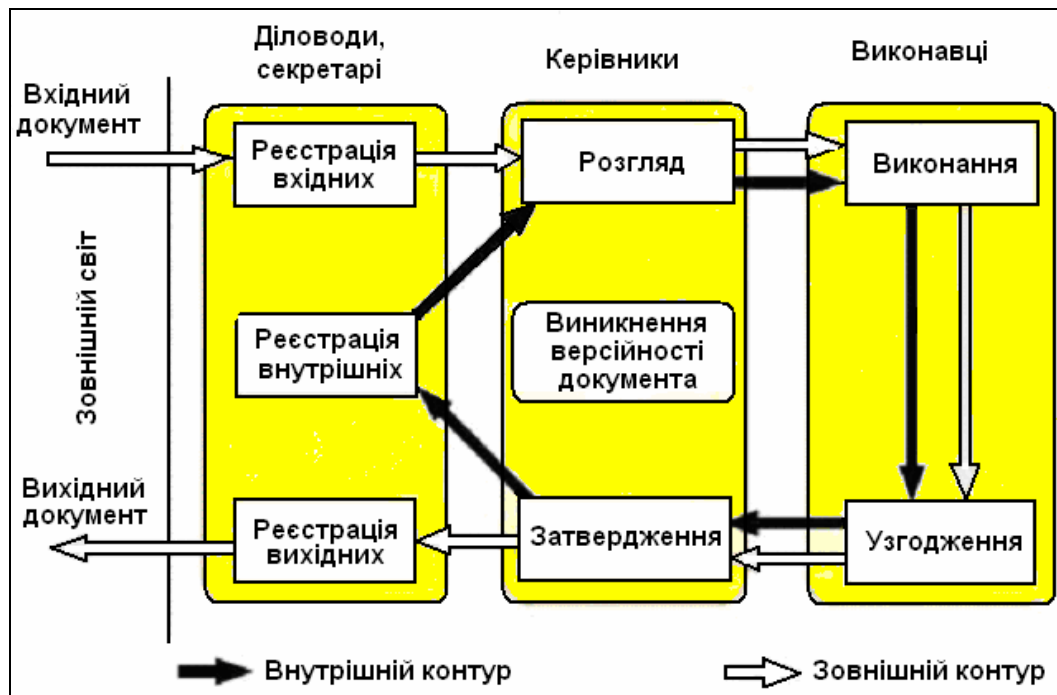 Діловоди,
секретарі
Керівники
Виконавці
Вхідний
документ
Реєстрація
вхідних
Розгляд
Виконання
Зовнішній світ
Реєстрація
внутрішніх
Виникнення
версійності
документа
Вихідний
документ
Реєстрація
вихідних
Затвердження
Узгодження
Внутрішній контур
Зовнішній контур